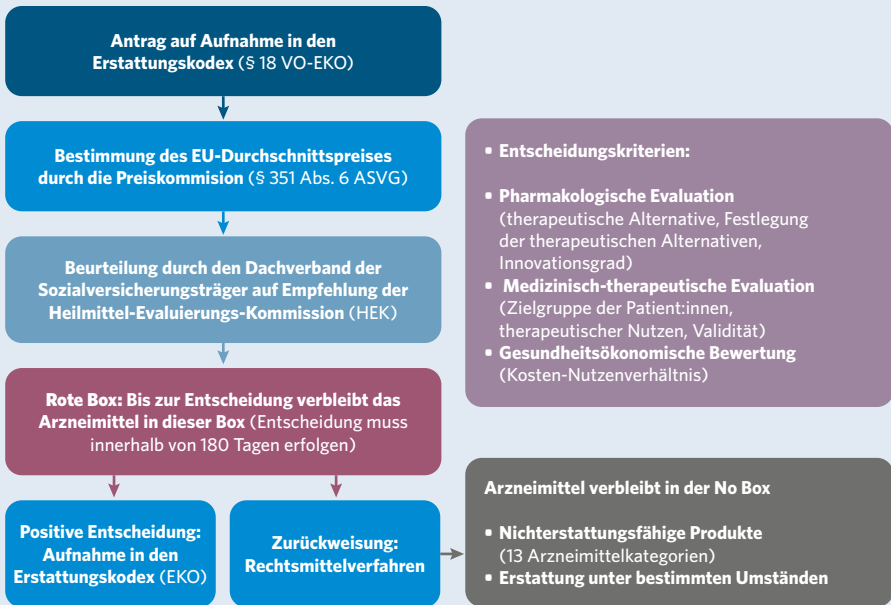 Antrag auf Aufnahme in den
Erstattungskodex (§ 18 VO-EKO)
Bestimmung des EU-Durchschnittspreises
durch die Preiskommision (§ 351 Abs. 6 ASVG)
Beurteilung durch den Dachverband der
Sozialversicherungsträger auf Empfehlung der
Heilmittel-Evaluierungs-Kommission (HEK)
Rote Box: Bis zur Entscheidung verbleibt das
Arzneimittel in dieser Box (Entscheidung muss
innerhalb von 180 Tagen erfolgen)
Positive Entscheidung:
Aufnahme in den
Erstattungskodex (EKO)
Zurückweisung:
Rechtsmittelverfahren
• Entscheidungskriterien:
• Pharmakologische Evaluation
(therapeutische Alternative, Festlegung
der therapeutischen Alternativen,
Innovationsgrad)
• Medizinisch-therapeutische Evaluation
(Zielgruppe der Patient:innen,
therapeutischer Nutzen, Validität)
• Gesundheitsökonomische Bewertung
(Kosten-Nutzenverhältnis)
Arzneimittel verbleibt in der No Box
• Nichterstattungsfähige Produkte
(13 Arzneimittelkategorien)
• Erstattung unter bestimmten Umständen